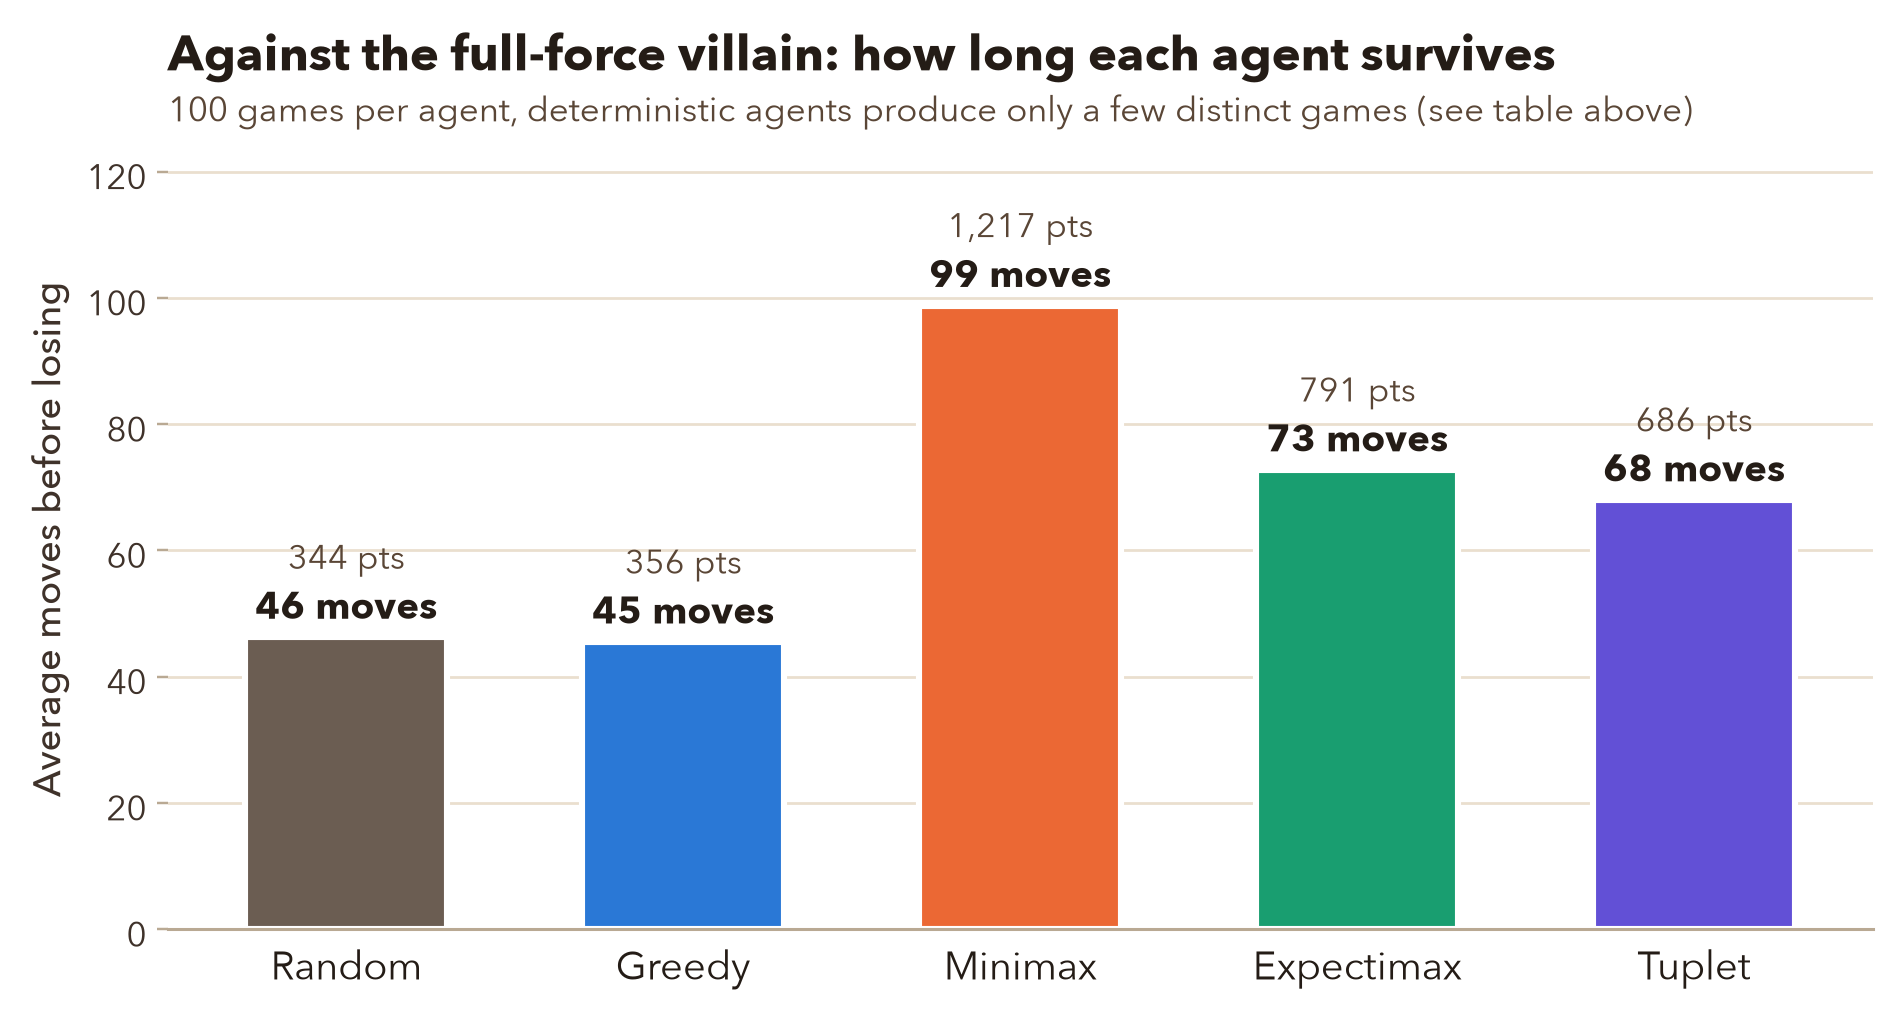 Against the full-force villain: how long each agent survives
100 games per agent, deterministic agents produce only a few distinct games (see table above)
Average moves before losing
120
100
80
60
40
20
0
344 pts
46 moves
356 pts
45 moves
1,217 pts
99 moves
791 pts
73 moves
686 pts
68 moves
Random
Greedy
Minimax
Expectimax
Tuplet